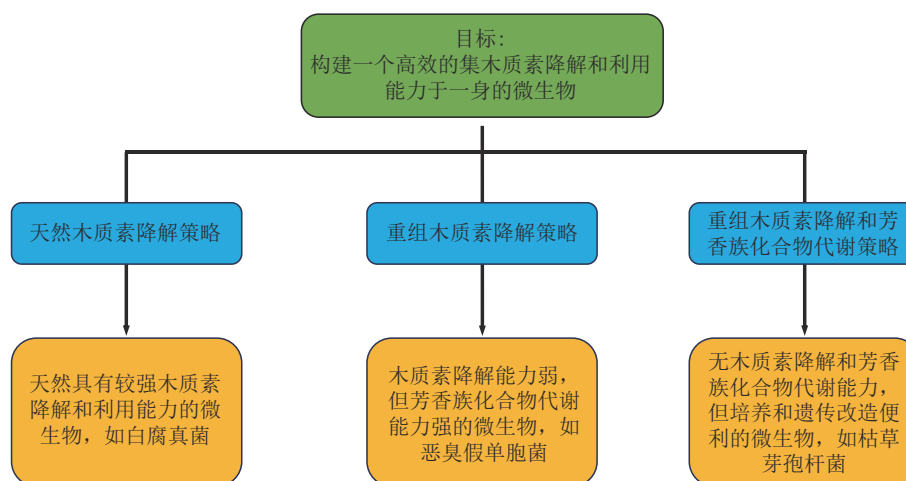 目标:
构建一个高效的集木质素降解和利用
能力于一身的微生物
天然木质素降解策略
重组木质素降解策略
重组木质素降解和芳
香族化合物代谢策略
天然具有较强木质素
降解和利用能力的微
生物，如白腐真菌
木质素降解能力弱，
但芳香族化合物代谢
能力强的微生物，如
恶臭假单胞菌
无木质素降解和芳香
族化合物代谢能力，
但培养和遗传改造便
利的微生物，如枯草
芽孢杆菌